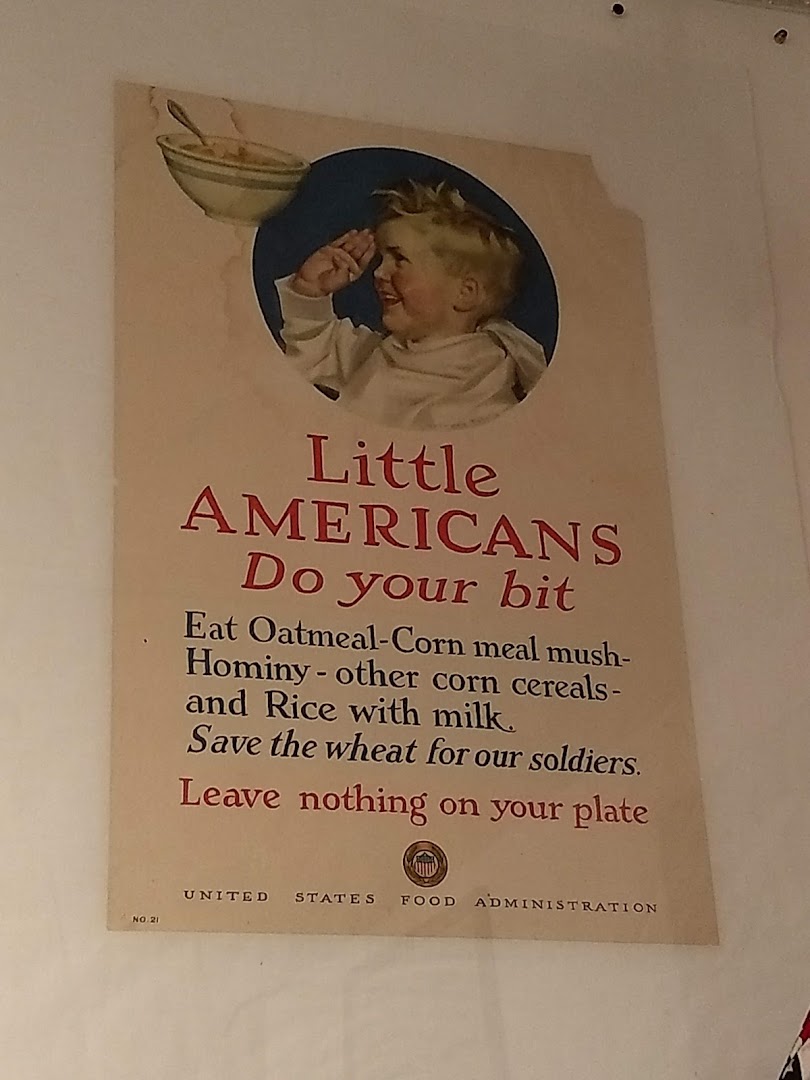 Little
AMERICANS
Do your bit
Eat Oatmeal-Corn meal mush-
Hominy - other corn cereals -
and Rice with milk.
Save the wheat for our soldiers.
Leave nothing on your plate
UNITED STATES FOOD ADMINISTRATION
NO. 21